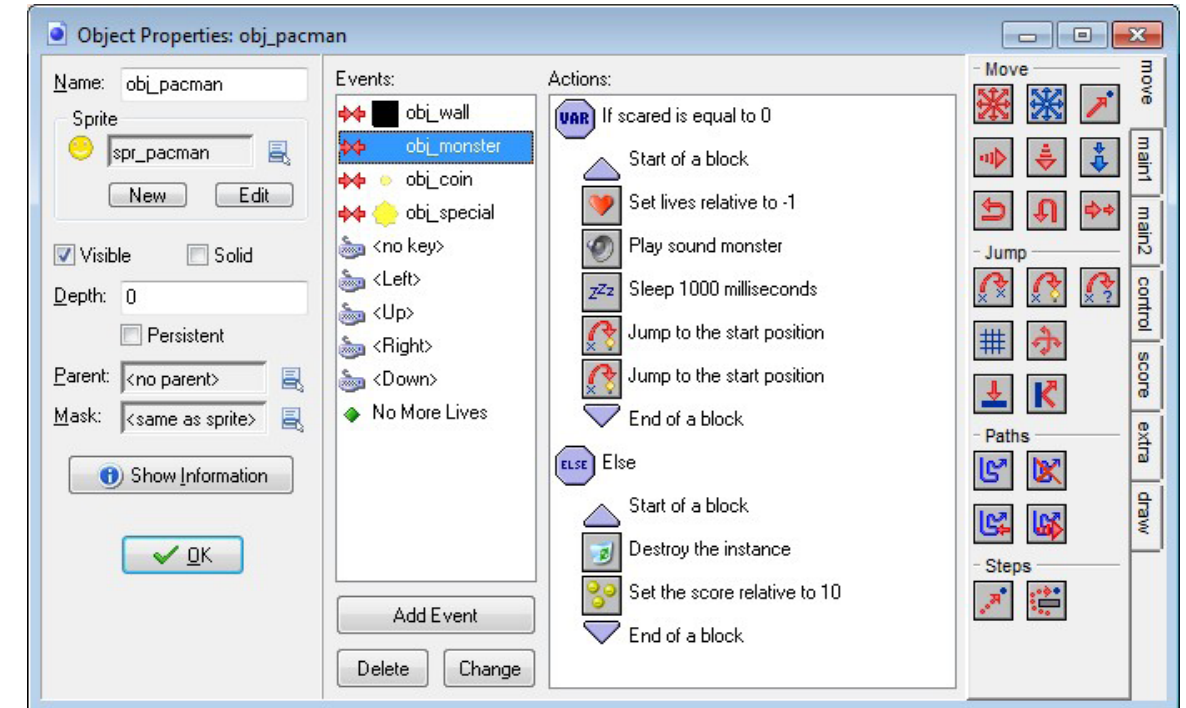 Object Properties: obj_pacman
Name: obj_pacman
Sprite
spr_pacman
New Edit
Visible Solid
Depth: 0
Persistent
Parent: <no parent>
Mask: <same as sprite>
Show Information
OK
Events:
obj_wall
obj_monster
obj_coin
obj_special
<no key>
<Left>
<Up>
<Right>
<Down>
No More Lives
Add Event
Delete Change
Actions:
VAR If scared is equal to 0
Start of a block
Set lives relative to -1
Play sound monster
zZz Sleep 1000 milliseconds
Jump to the start position
Jump to the start position
End of a block
ELSE Else
Start of a block
Destroy the instance
Set the score relative to 10
End of a block
Move
Jump
?
Paths
Steps
move
main1
main2
control
score
extra
draw